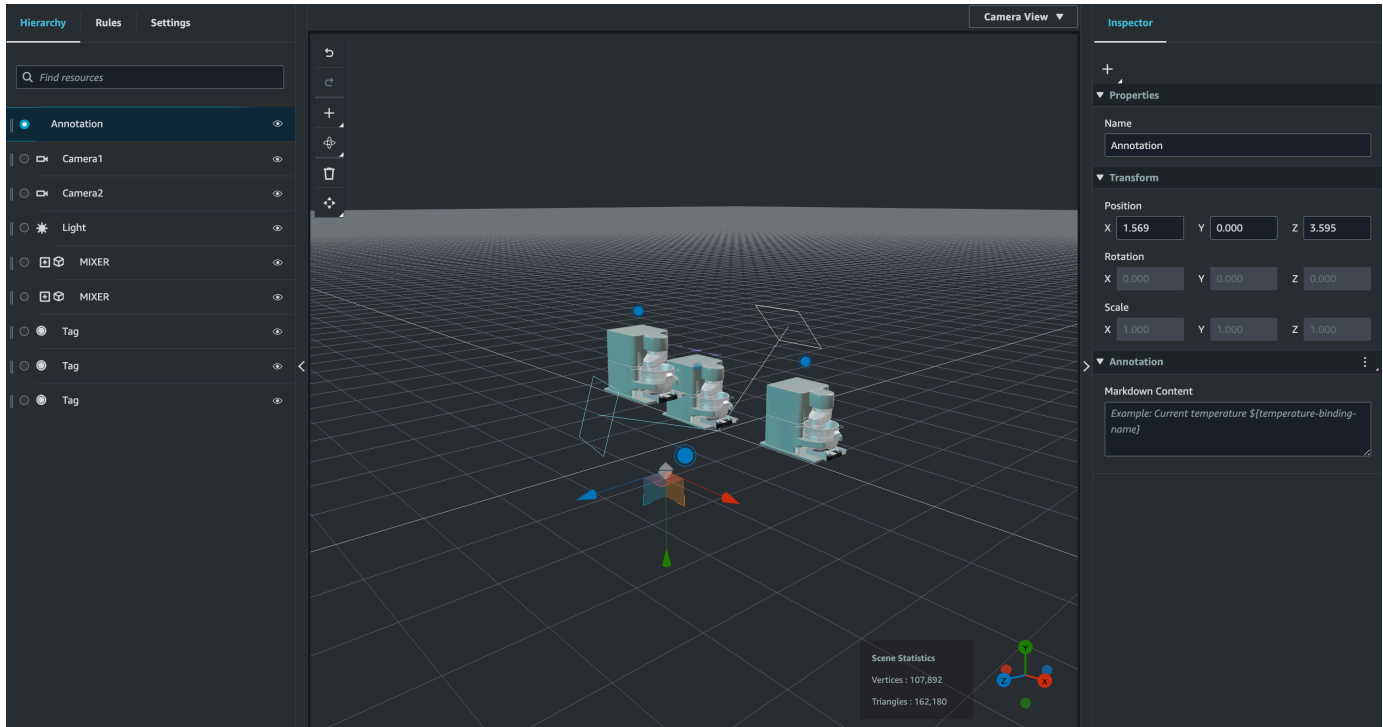 Hierarchy Rules Settings
Camera View ▼
Inspector
Find resources
Annotation
Camera1
Camera2
Light
MIXER
MIXER
Tag
Tag
Tag
Properties
Name
Annotation
Transform
Position
X 1.569 Y 0.000 Z 3.595
Rotation
X 0.000 Y 0.000 Z 0.000
Scale
X 1.000 Y 1.000 Z 1.000
Annotation
Markdown Content
Example: Current temperature ${temperature-binding-
name}
Scene Statistics
Vertices : 107,892
Triangles : 162,180
Y
Z X